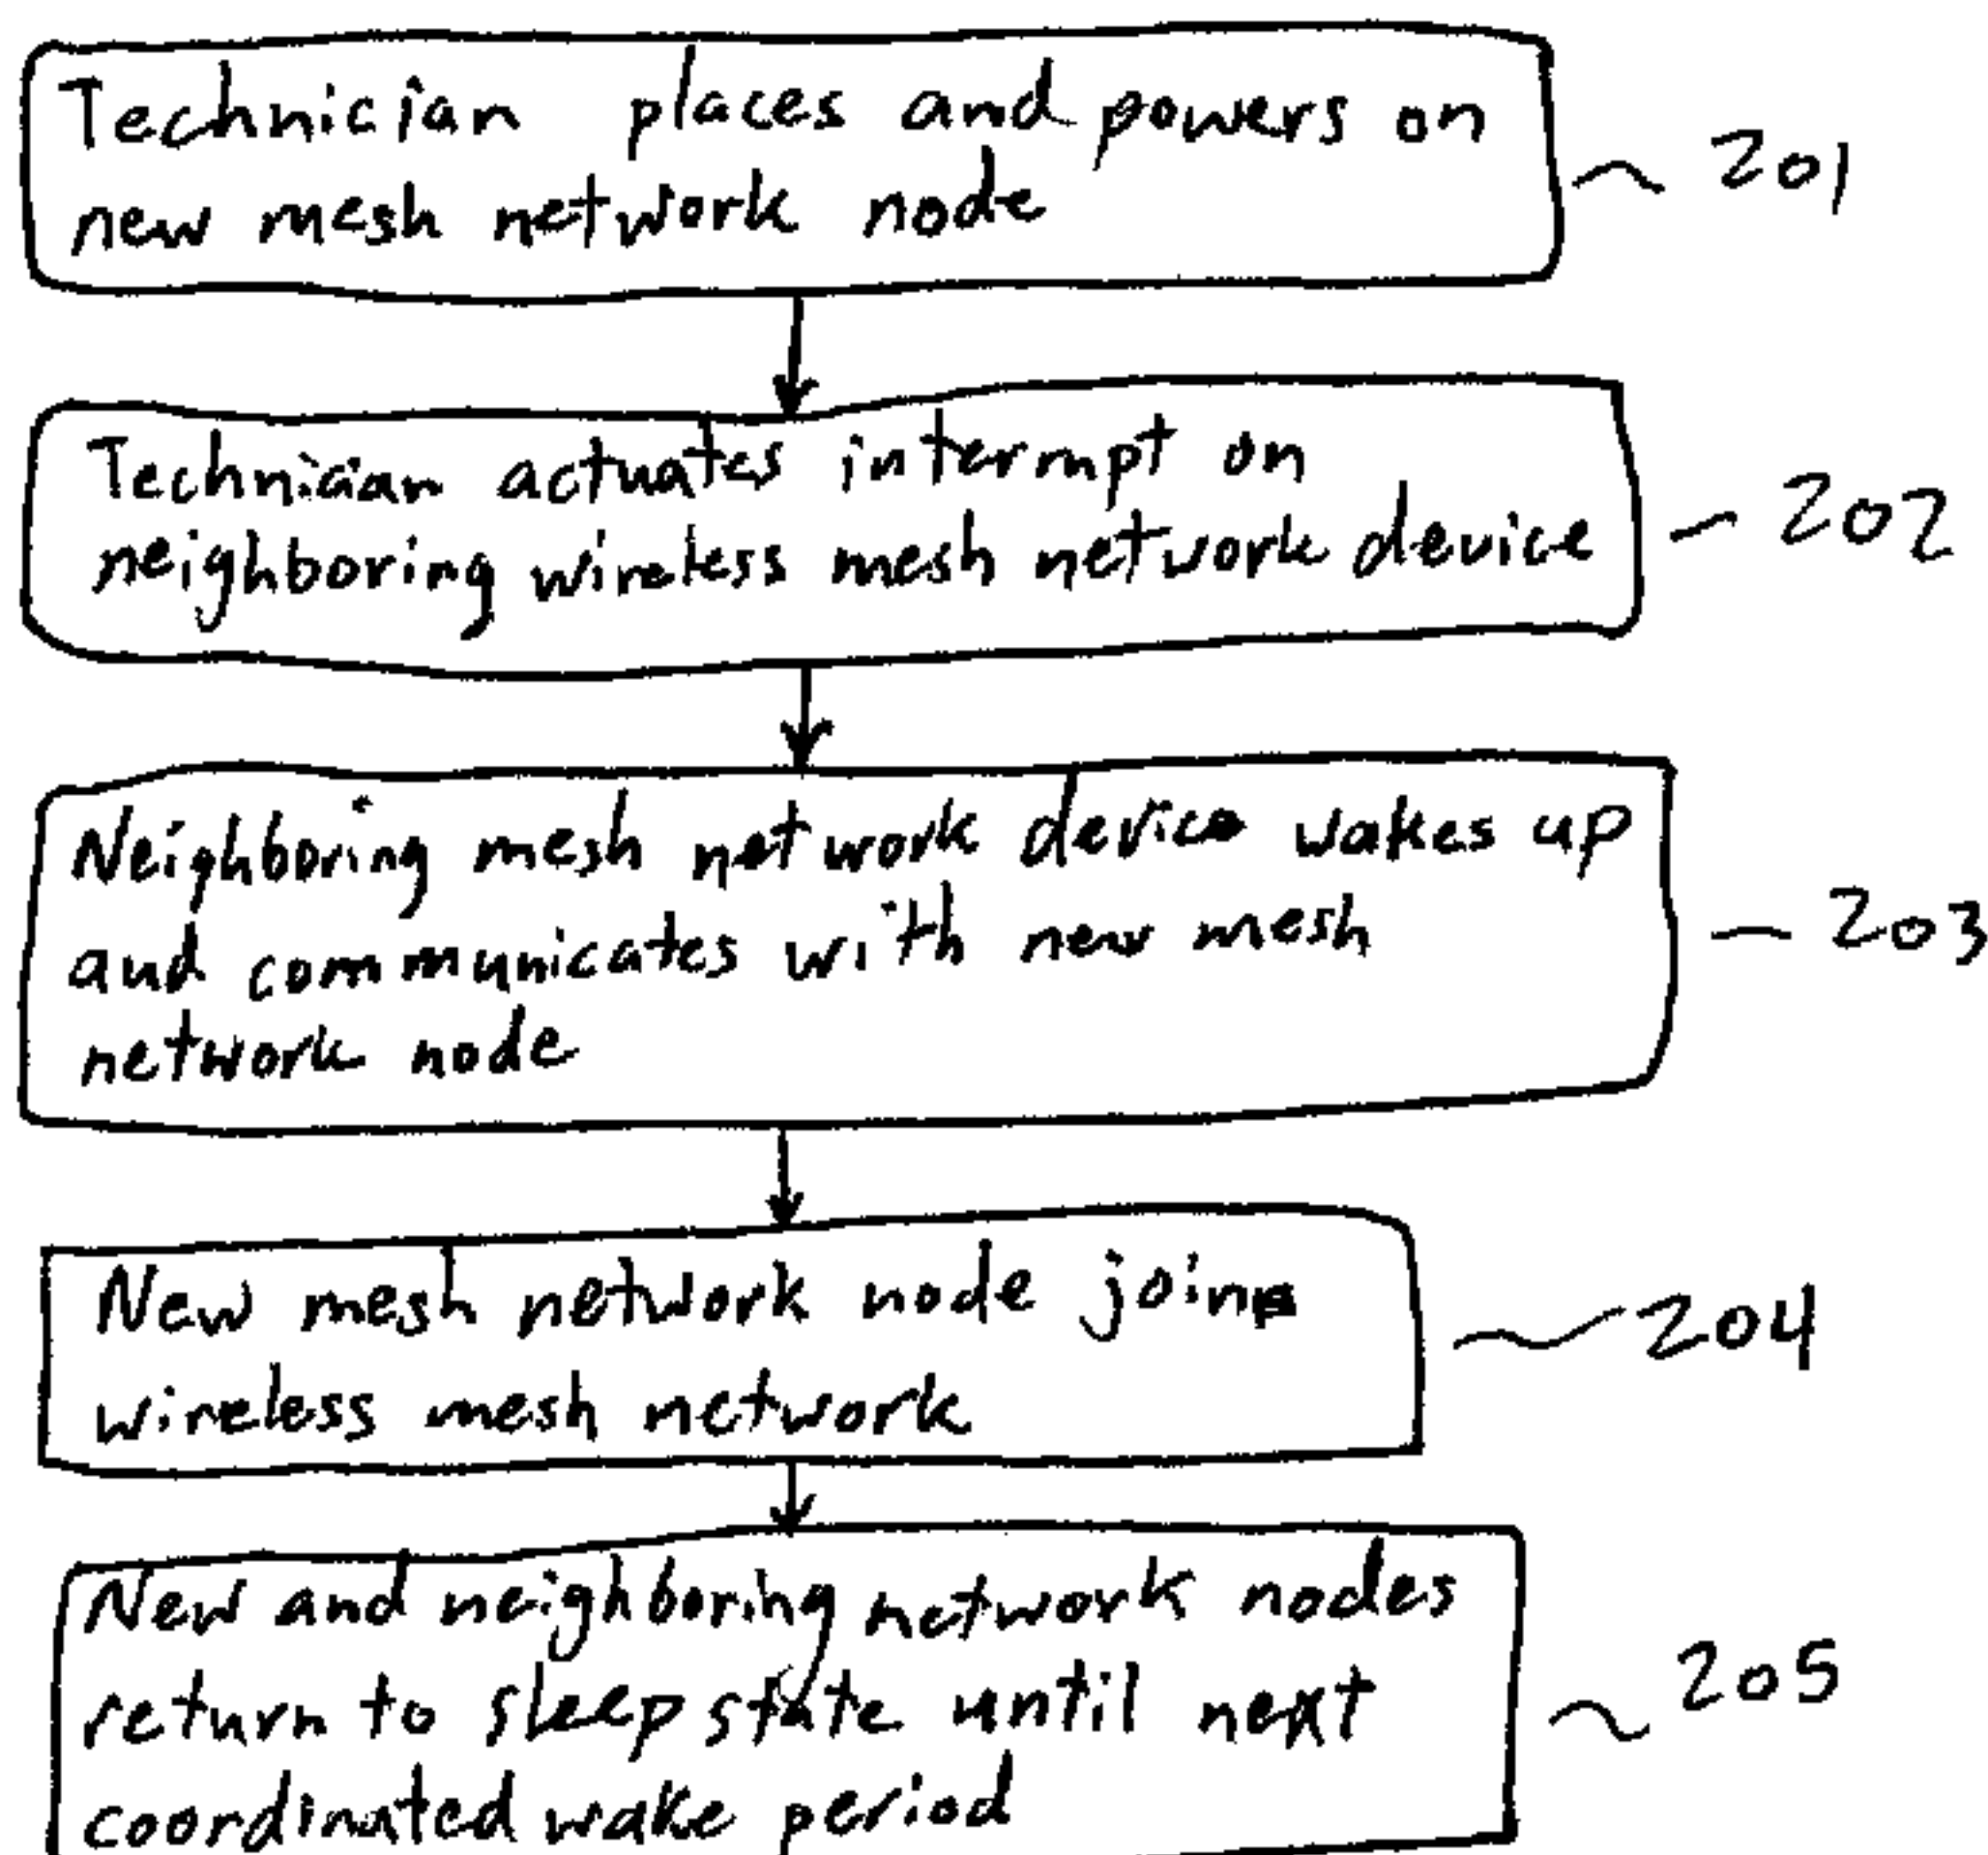 Technician places and powers on
new mesh network node
201
Technician actuates interrupt on
neighboring wireless mesh network device
202
Neighboring mesh network device wakes up
and communicates with new mesh
network node
203
New mesh network node joins
wireless mesh network
204
New and neighboring network nodes
return to sleep state until next
coordinated wake period
205